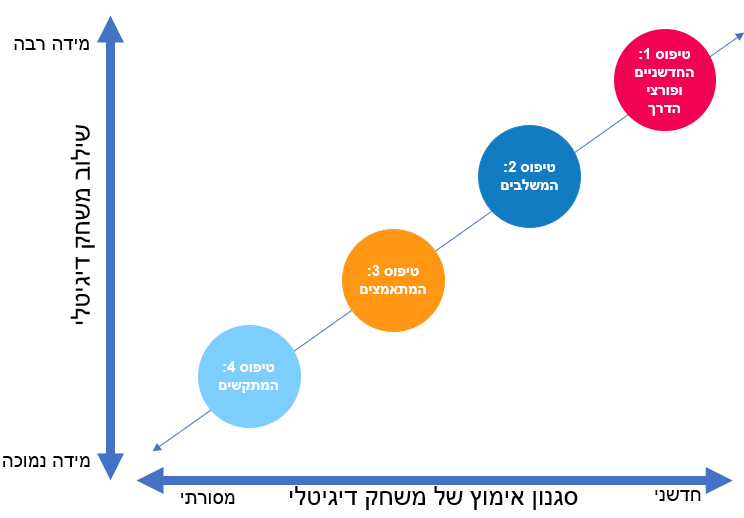 מידה רבה
שילוב משחק דיגיטלי
מידה נמוכה
טיפוס 1:
החדשניים
ופורצי
הדרך
טיפוס 2:
המשלבים
טיפוס 3:
המתאמצים
טיפוס 4:
המתקשים
חדשני
סגנון אימוץ של משחק דיגיטלי
מסורתי